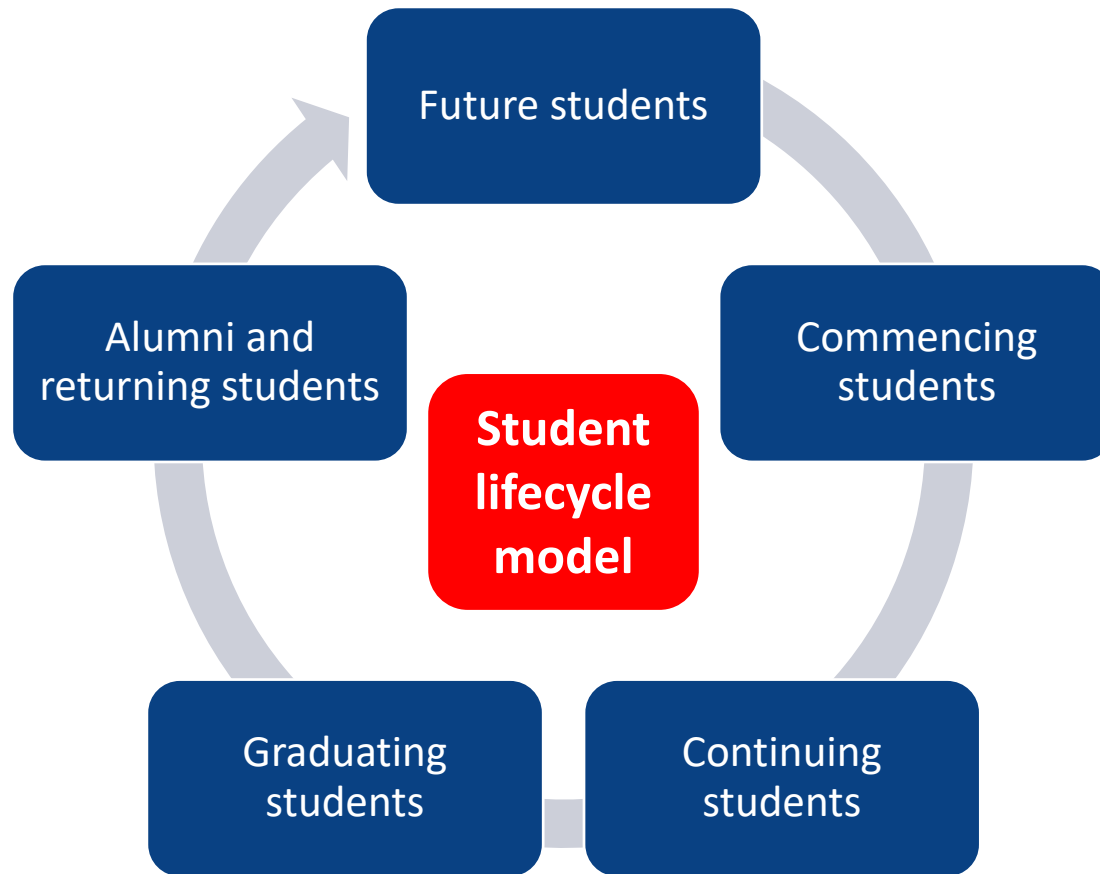 Future students
Commencing
students
Continuing
students
Graduating
students
Alumni and
returning students
Student
lifecycle
model